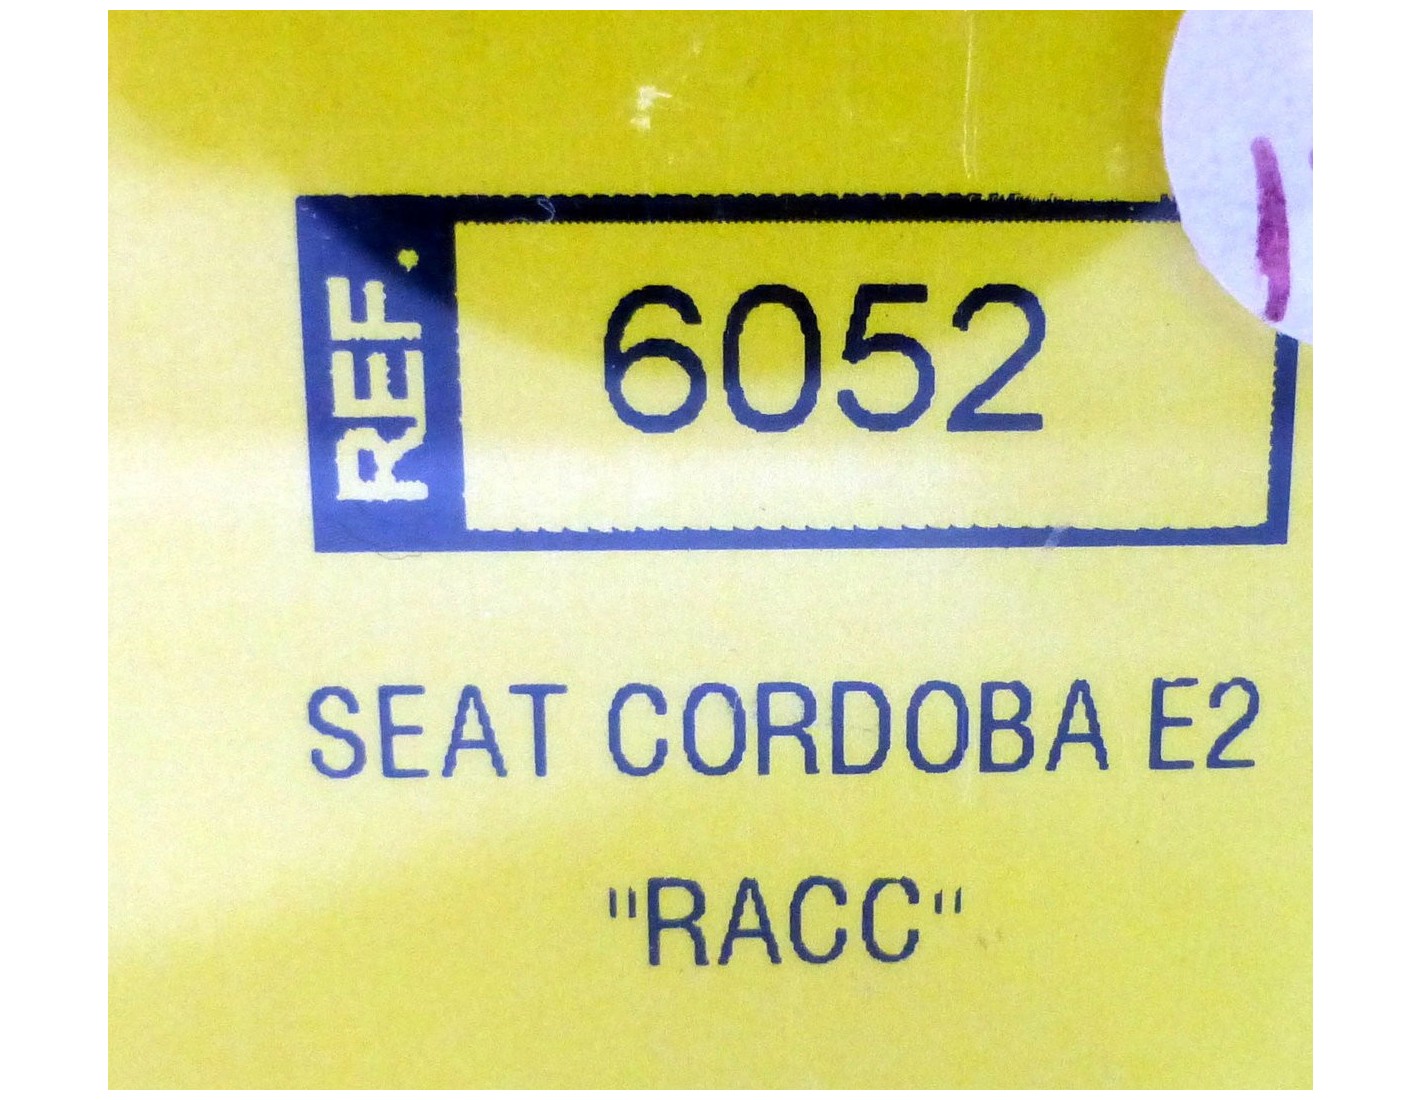 REF. 6052
SEAT CORDOBA E2
"RACC"